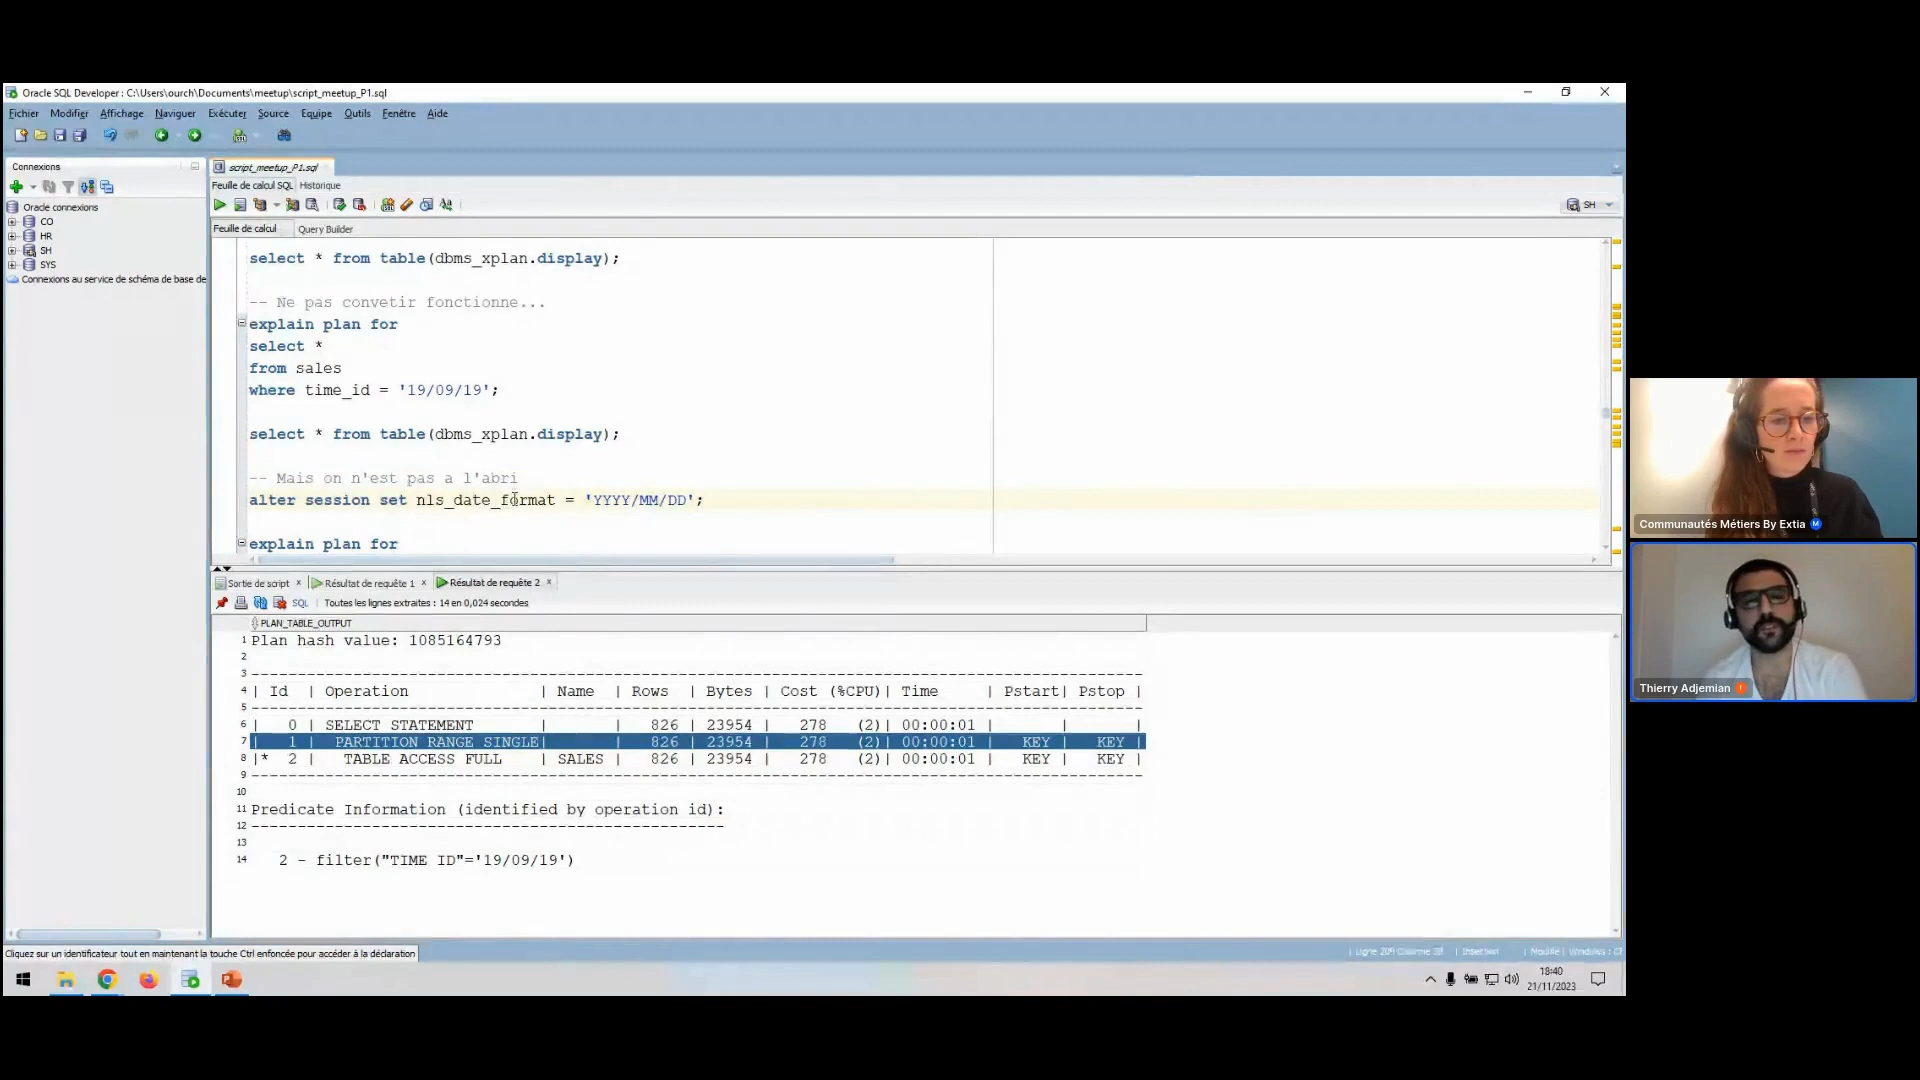 Oracle SQL Developer : C:\Users\ourch\Documents\meetup\script_meetup_P1.sql
Fichier Modifier Affichage Naviguer Exécuter Source Equipe Outils Fenêtre Aide
Connexions
Oracle connexions
CO
HR
SH
SYS
Connexions au service de schéma de base de
script_meetup_P1.sql
Feuille de calcul SQL Historique
SH
Feuille de calcul Query Builder
select * from table(dbms_xplan.display);
-- Ne pas convetir fonctionne...
explain plan for
select *
from sales
where time_id = '19/09/19';
select * from table(dbms_xplan.display);
-- Mais on n'est pas a l'abri
alter session set nls_date_format = 'YYYY/MM/DD';
explain plan for
Sortie de script × Résultat de requête 1 × Résultat de requête 2 ×
SQL | Toutes les lignes extraites : 14 en 0,024 secondes
PLAN_TABLE_OUTPUT
1 Plan hash value: 1085164793
2
3 ------------------------------------------------------------------------------------------------
4 | Id | Operation | Name | Rows | Bytes | Cost (%CPU)| Time | Pstart| Pstop |
5 ------------------------------------------------------------------------------------------------
6 | 0 | SELECT STATEMENT | | 826 | 23954 | 278 (2)| 00:00:01 | | |
7 | 1 | PARTITION RANGE SINGLE| | 826 | 23954 | 278 (2)| 00:00:01 | KEY | KEY |
8 |* 2 | TABLE ACCESS FULL | SALES | 826 | 23954 | 278 (2)| 00:00:01 | KEY | KEY |
9 ------------------------------------------------------------------------------------------------
10
11 Predicate Information (identified by operation id):
12 ---------------------------------------------------
13
14 2 - filter("TIME_ID"='19/09/19')
Cliquez sur un identificateur tout en maintenant la touche Ctrl enfoncée pour accéder à la déclaration
Insertion | Modifié
18:40
21/11/2023
Communautés Métiers By Extia M
Thierry Adjemian